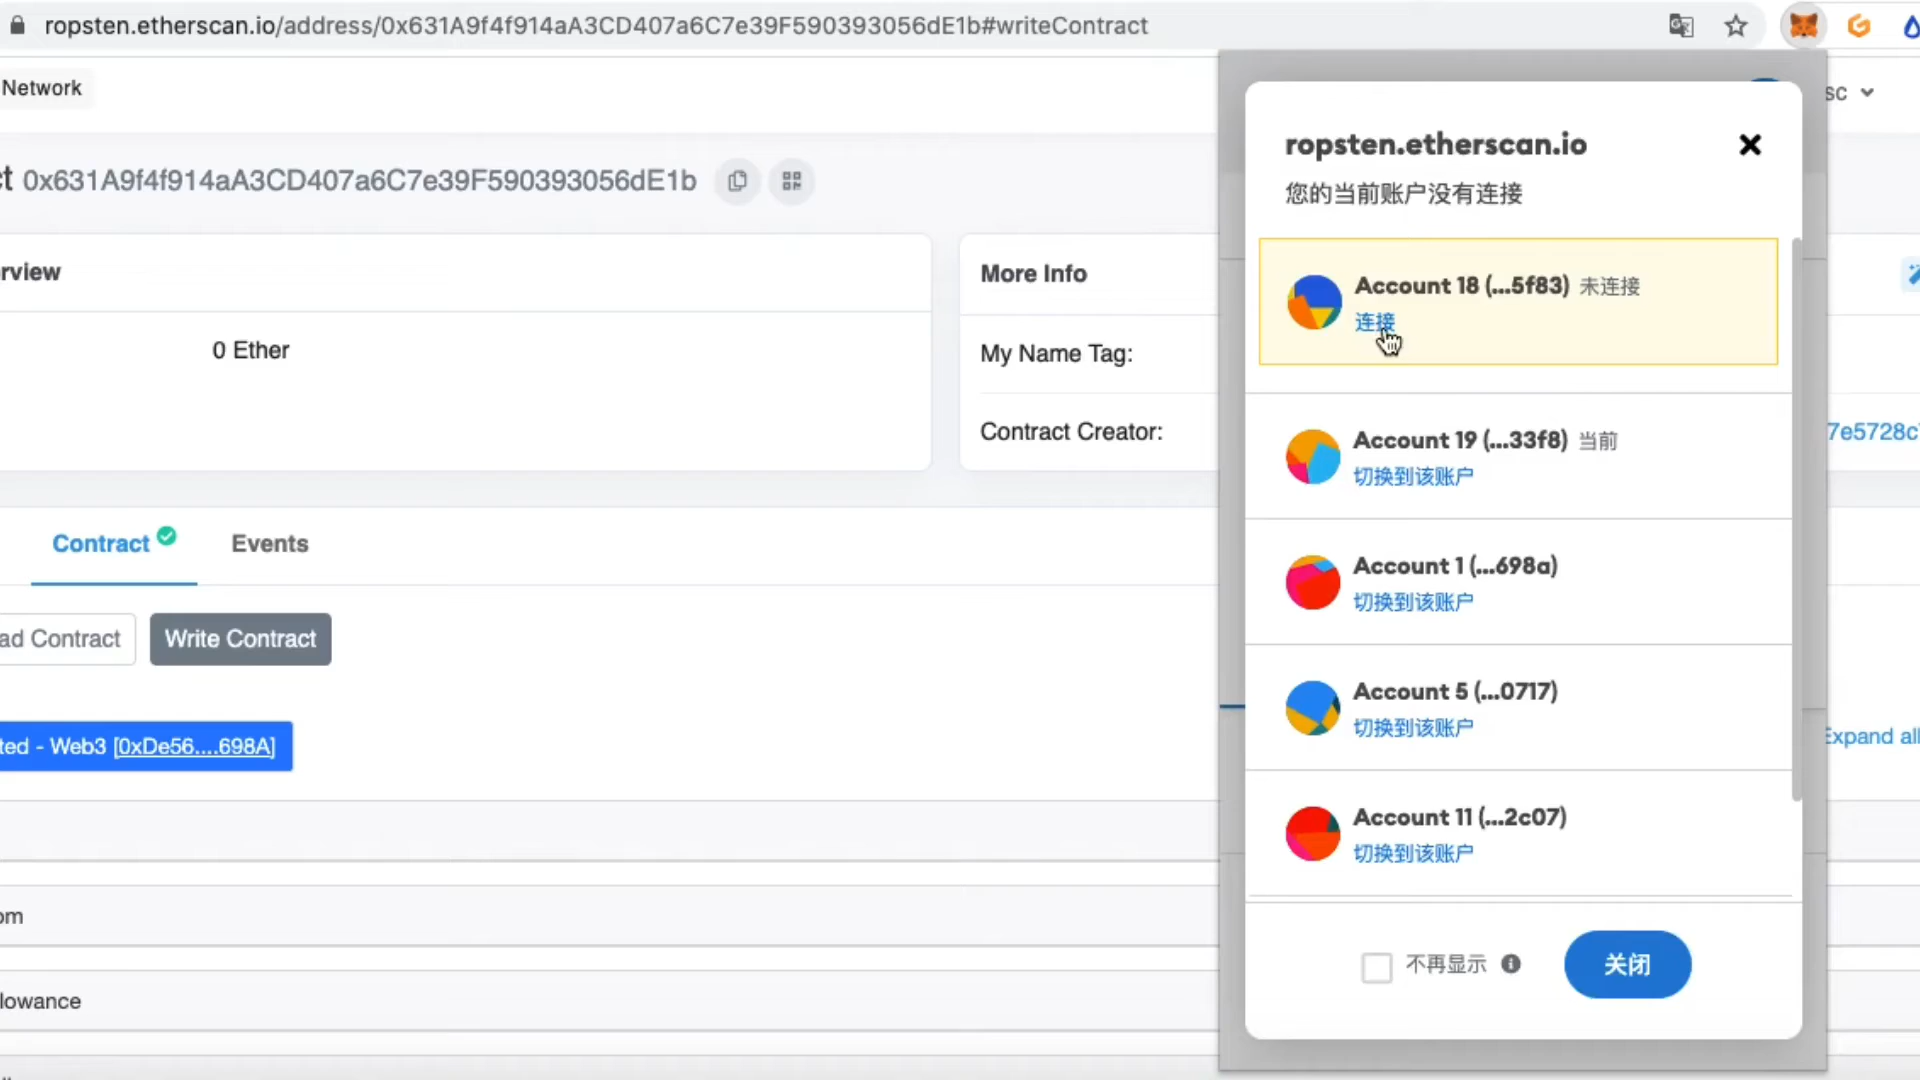 ropsten.etherscan.io/address/0x631A9f4f914aA3CD407a6C7e39F590393056dE1b#writeContract
Network
sc
ct 0x631A9f4f914aA3CD407a6C7e39F590393056dE1b
rview
0 Ether
More Info
My Name Tag:
Contract Creator:
7e5728c
Contract
Events
ad Contract
Write Contract
ted - Web3 [0xDe56....698A]
Expand all
om
lowance
ropsten.etherscan.io
您的当前账户没有连接
Account 18 (...5f83) 未连接
连接
Account 19 (...33f8) 当前
切换到该账户
Account 1 (...698a)
切换到该账户
Account 5 (...0717)
切换到该账户
Account 11 (...2c07)
切换到该账户
不再显示
关闭